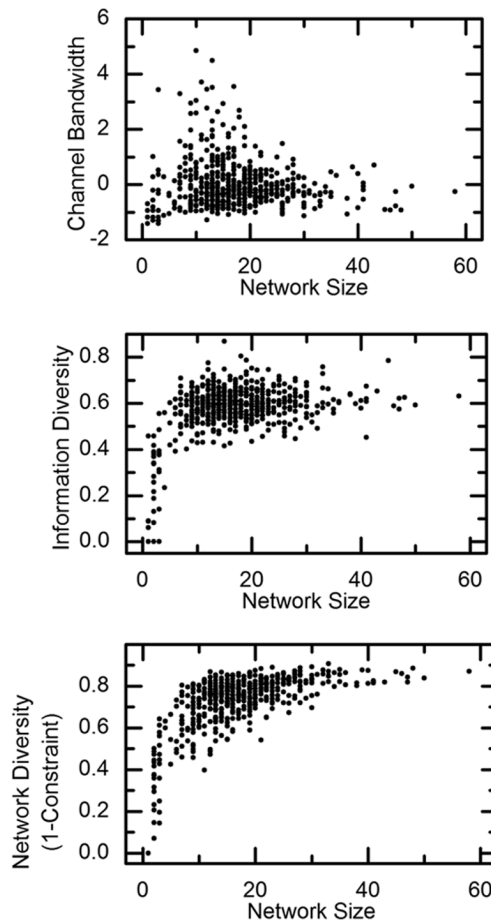 6
4
2
0
-2
Channel Bandwidth
0 20 40 60
Network Size
0.8
0.6
0.4
0.2
0.0
Information Diversity
0 20 40 60
Network Size
0.8
0.6
0.4
0.2
0.0
Network Diversity
(1-Constraint)
0 20 40 60
Network Size